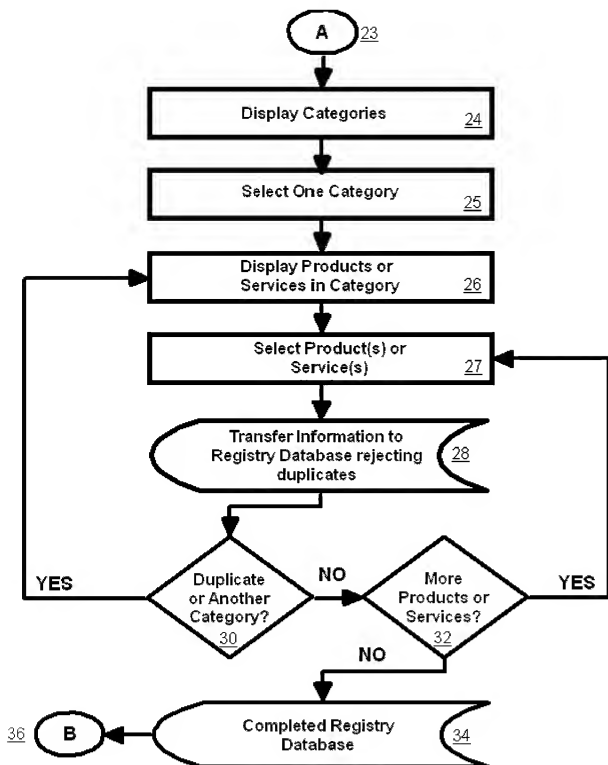 A 23
Display Categories
24
Select One Category
25
Display Products or
Services in Category
26
Select Product(s) or
Service(s)
27
Transfer Information to
Registry Database rejecting
duplicates
28
YES
Duplicate
or Another
Category?
30
NO
More
Products or
Services?
32
YES
NO
36 B
Completed Registry
Database
34